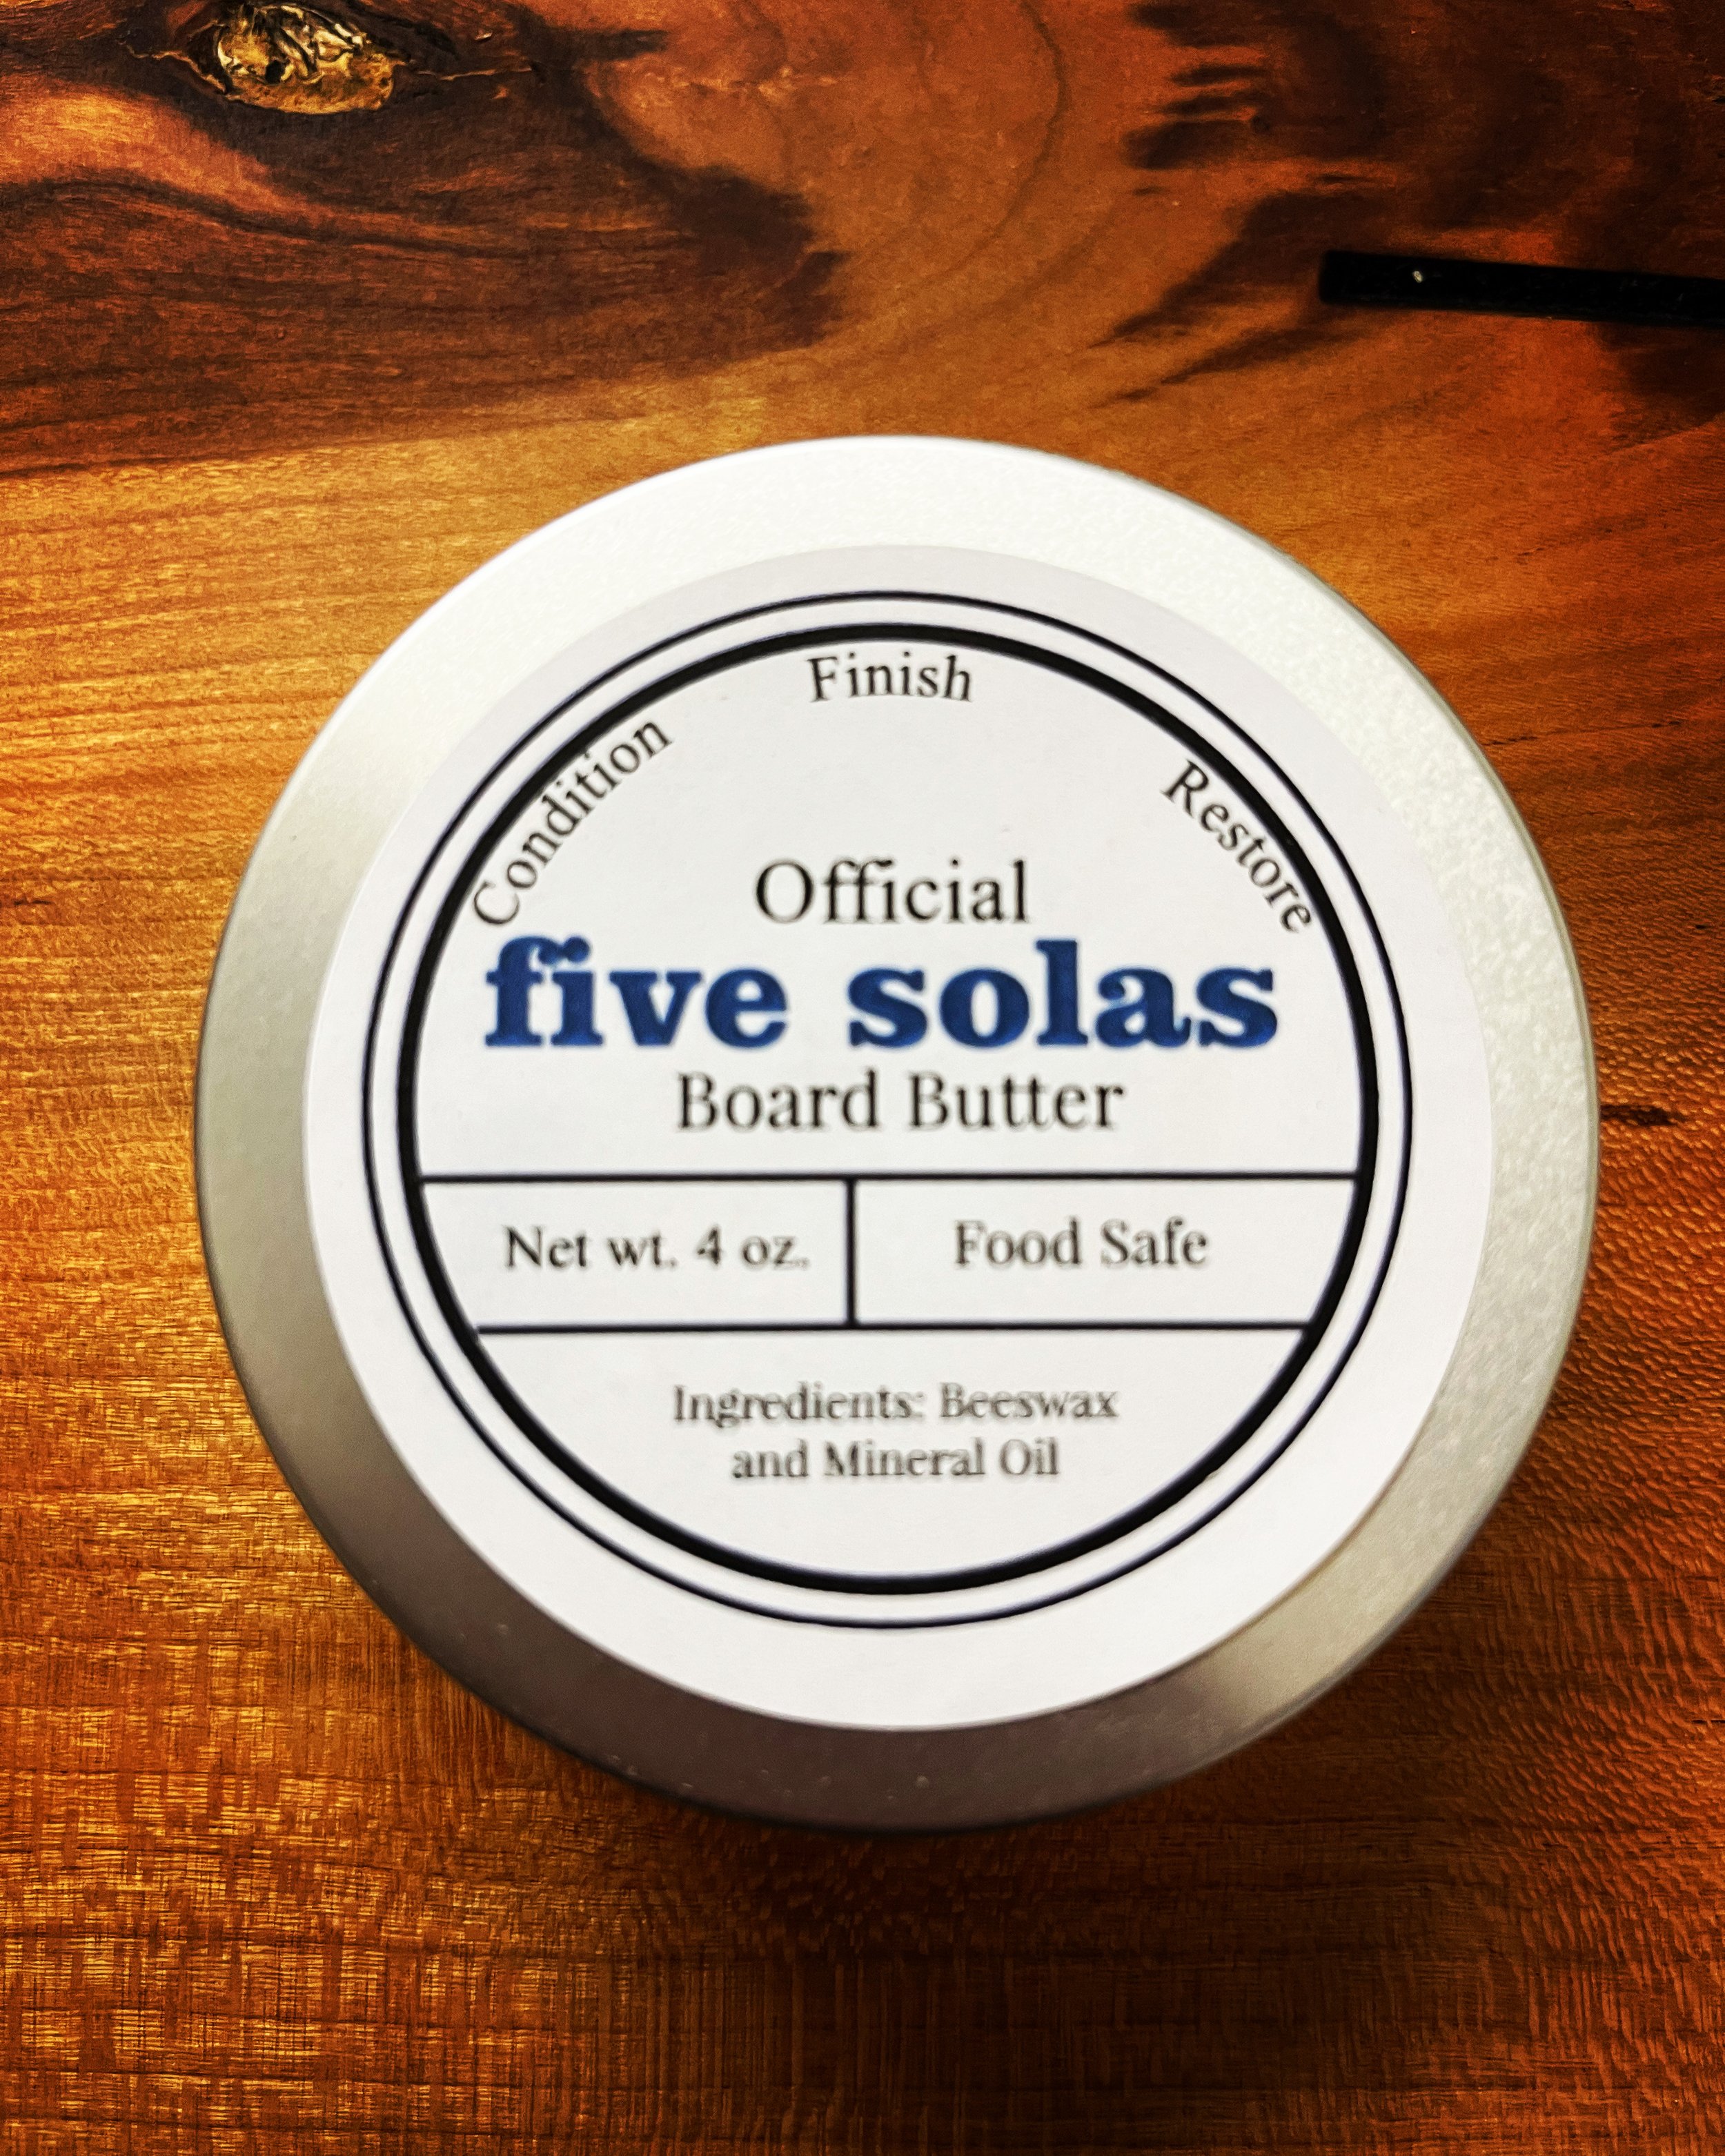 Condition
Finish
Restore
Official
five solas
Board Butter
Net wt. 4 oz.
Food Safe
Ingredients: Beeswax
and Mineral Oil